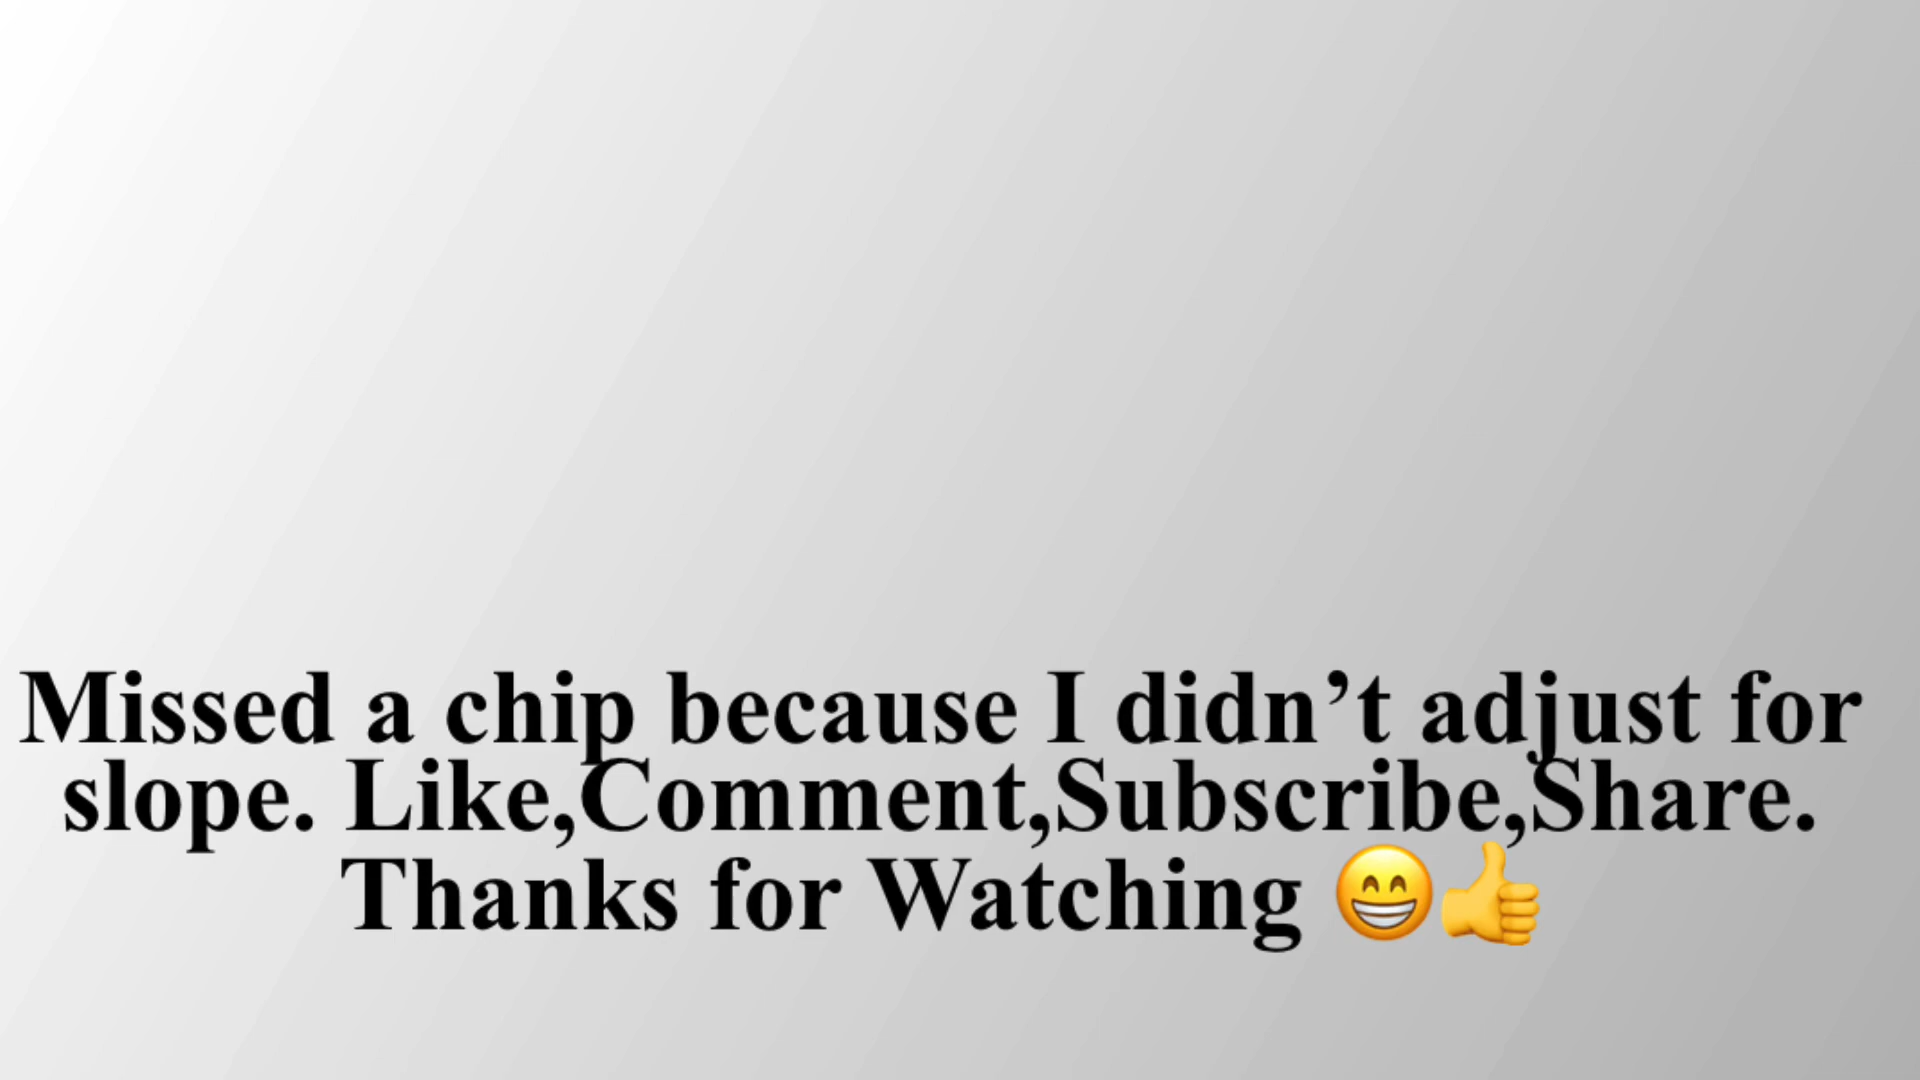 Missed a chip because I didn’t adjust for
slope. Like,Comment,Subscribe,Share.
Thanks for Watching 😁👍